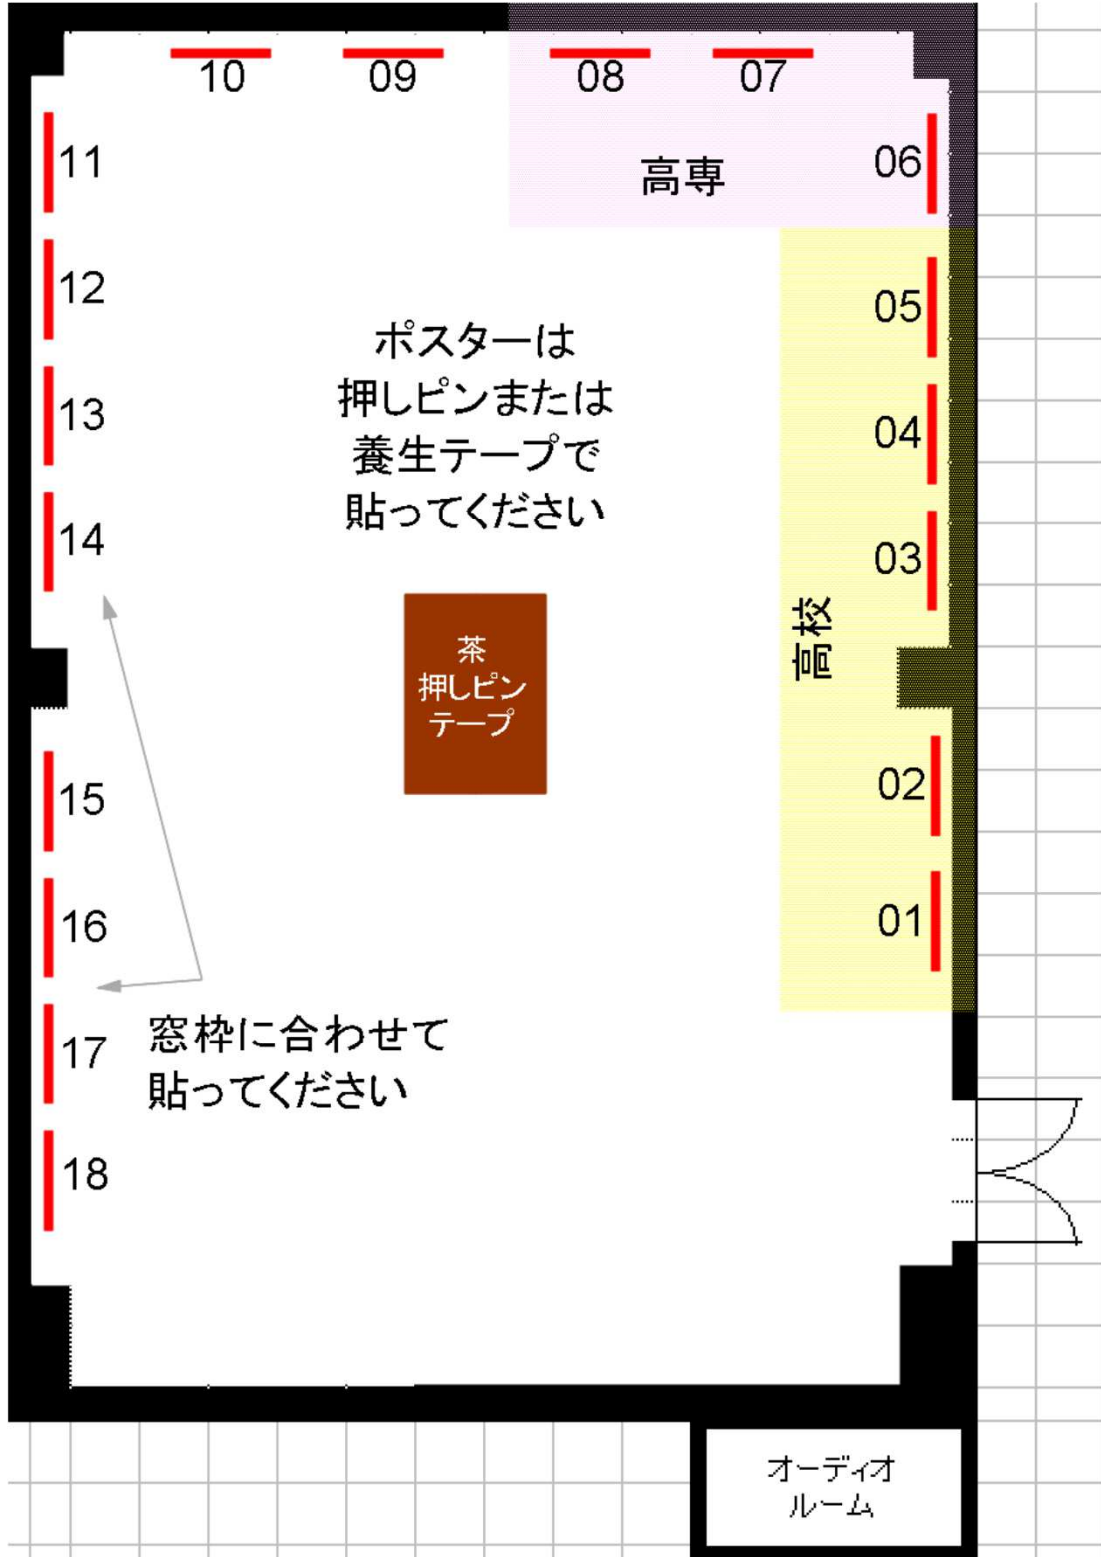 10
09
08
07
11
高専
06
12
05
ポスターは
押しピンまたは
養生テープで
貼ってください
13
04
14
03
茶
押しピン
テープ
高校
15
02
16
01
窓枠に合わせて
貼ってください
17
18
オーディオ
ルーム